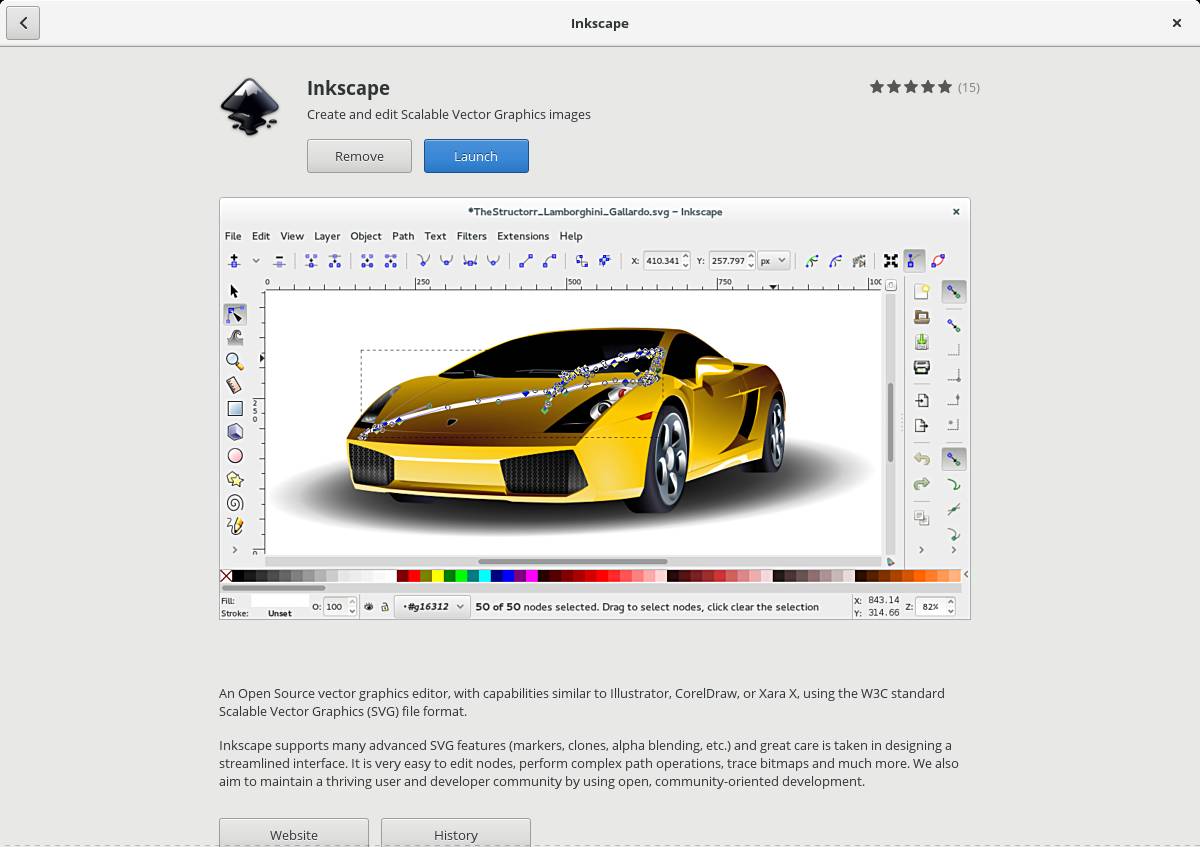 Inkscape
Inkscape
(15)
Create and edit Scalable Vector Graphics images
Remove
Launch
*TheStructorr_Lamborghini_Gallardo.svg – Inkscape
File Edit View Layer Object Path Text Filters Extensions Help
X: 410.341 Y: 257.797 px
0 250 500 750 100
250
0
Fill:
Stroke: Unset
O: 100
•#g16312
50 of 50 nodes selected. Drag to select nodes, click clear the selection
X: 843.14
Y: 314.66
Z: 82%
An Open Source vector graphics editor, with capabilities similar to Illustrator, CorelDraw, or Xara X, using the W3C standard
Scalable Vector Graphics (SVG) file format.
Inkscape supports many advanced SVG features (markers, clones, alpha blending, etc.) and great care is taken in designing a
streamlined interface. It is very easy to edit nodes, perform complex path operations, trace bitmaps and much more. We also
aim to maintain a thriving user and developer community by using open, community-oriented development.
Website
History